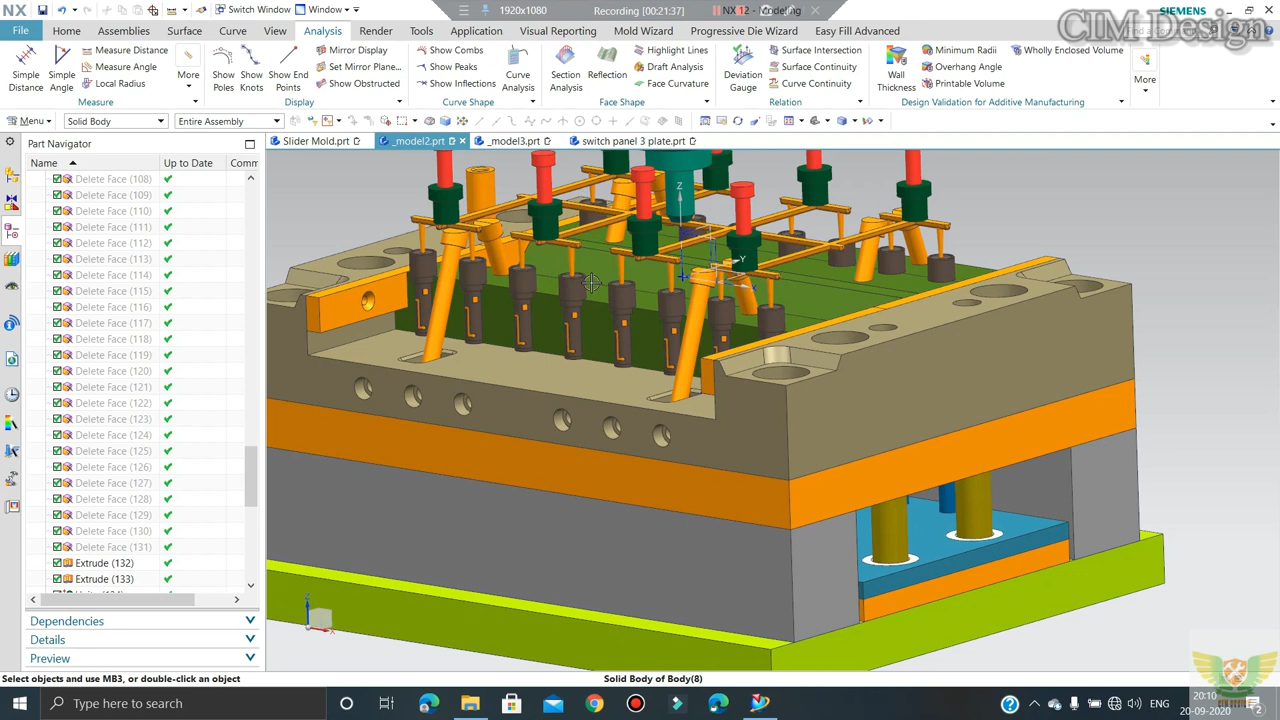 NX
Switch Window
Window
1920x1080
Recording [00:21:37]
NX 12 - Modeling
SIEMENS
CIM Design
File
Home
Assemblies
Surface
Curve
View
Analysis
Render
Tools
Application
Visual Reporting
Mold Wizard
Progressive Die Wizard
Easy Fill Advanced
Simple Distance
Simple Angle
Measure Distance
Measure Angle
Local Radius
More
Measure
Show Poles
Show Knots
Show End Points
Mirror Display
Set Mirror Plane...
Show Obstructed
Display
Show Combs
Show Peaks
Show Inflections
Curve Analysis
Curve Shape
Section Analysis
Reflection
Highlight Lines
Draft Analysis
Face Curvature
Face Shape
Deviation Gauge
Surface Intersection
Surface Continuity
Curve Continuity
Relation
Wall Thickness
Minimum Radii
Overhang Angle
Printable Volume
Wholly Enclosed Volume
Design Validation for Additive Manufacturing
More
Menu
Solid Body
Entire Assembly
Part Navigator
Slider Mold.prt
_model2.prt
_model3.prt
switch panel 3 plate.prt
Name
Up to Date
Comm
Delete Face (108)
Delete Face (109)
Delete Face (110)
Delete Face (111)
Delete Face (112)
Delete Face (113)
Delete Face (114)
Delete Face (115)
Delete Face (116)
Delete Face (117)
Delete Face (118)
Delete Face (119)
Delete Face (120)
Delete Face (121)
Delete Face (122)
Delete Face (123)
Delete Face (124)
Delete Face (125)
Delete Face (126)
Delete Face (127)
Delete Face (128)
Delete Face (129)
Delete Face (130)
Delete Face (131)
Extrude (132)
Extrude (133)
Dependencies
Details
Preview
Z
Y
X
Select objects and use MB3, or double-click an object
Solid Body of Body(8)
Type here to search
ENG
20:10
20-09-2020
2